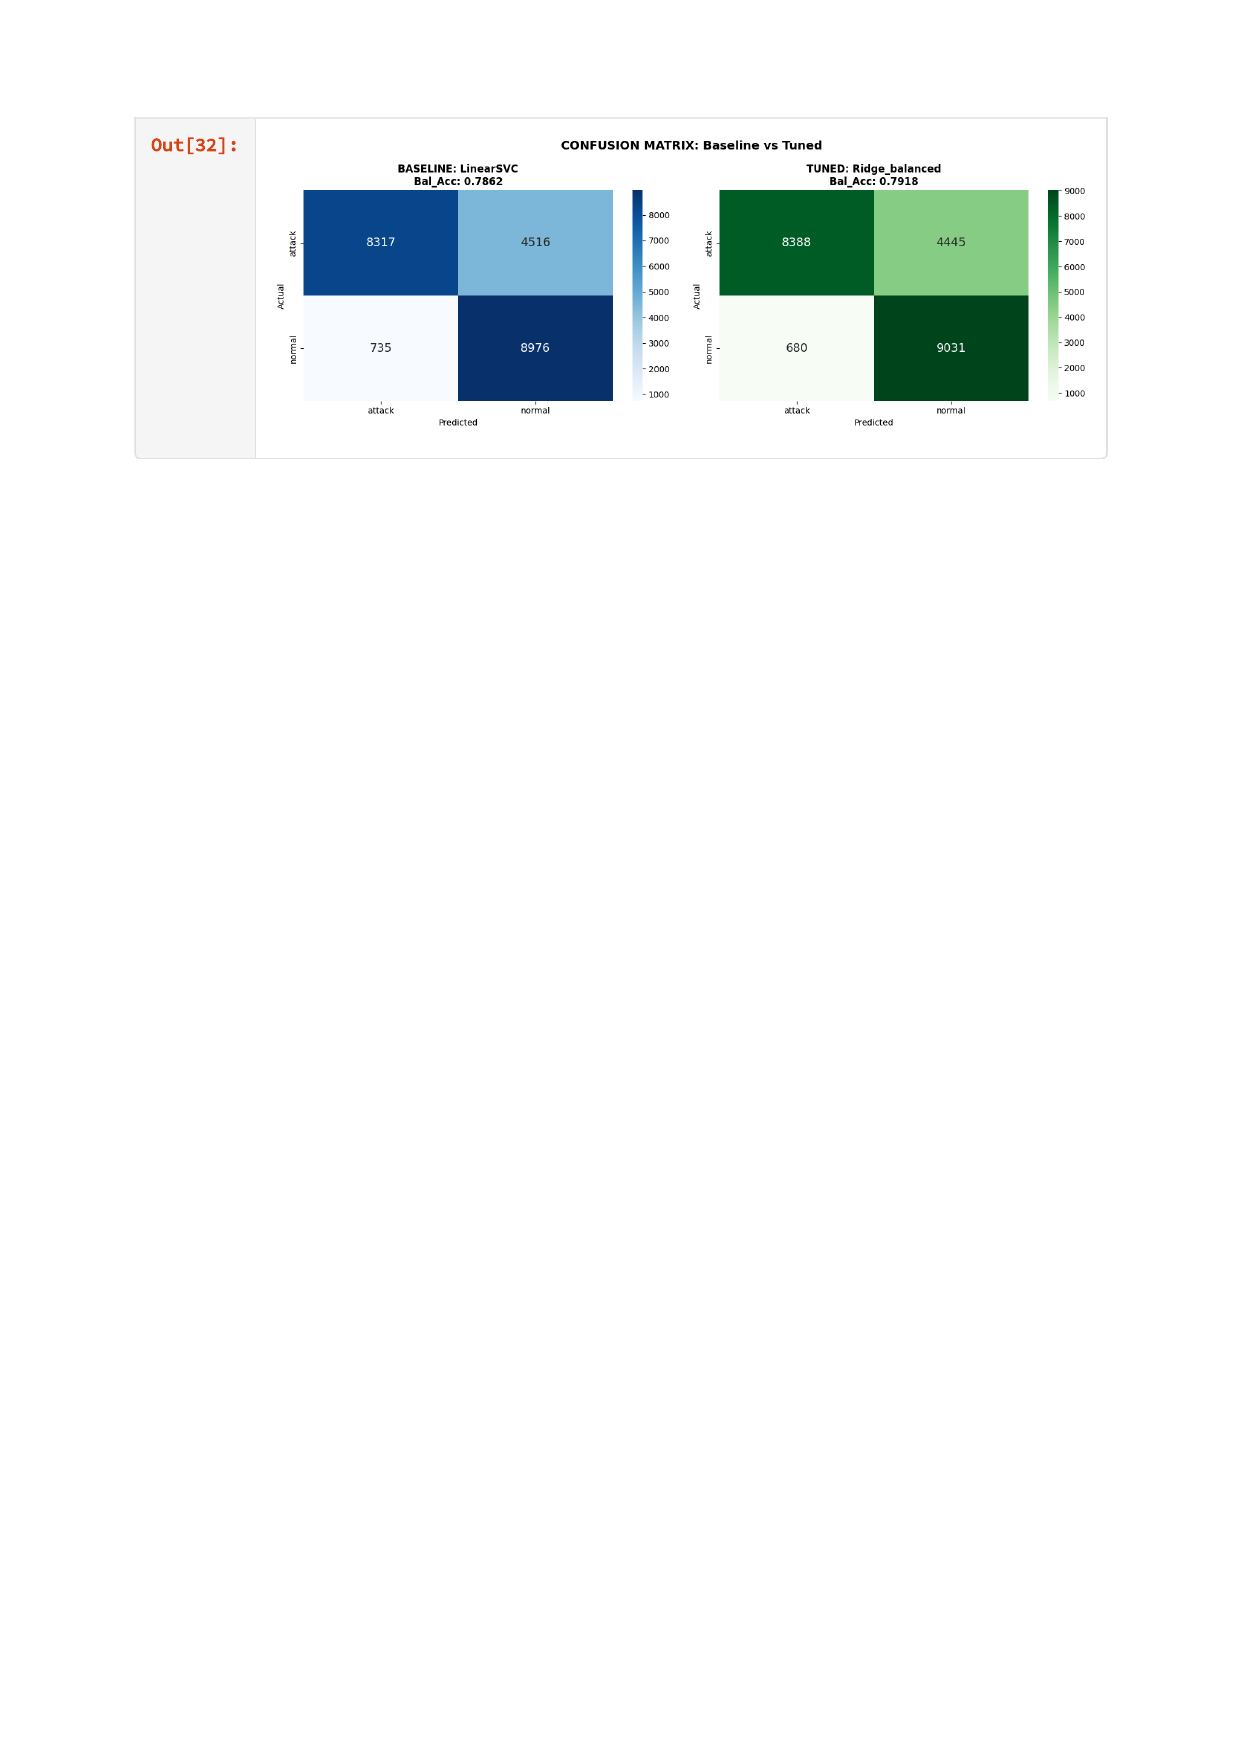 Out[32]:
CONFUSION MATRIX: Baseline vs Tuned
BASELINE: LinearSVC
Bal_Acc: 0.7862
attack
8317
4516
Actual
normal
735
8976
attack
normal
Predicted
8000
7000
6000
5000
4000
3000
2000
1000
TUNED: Ridge_balanced
Bal_Acc: 0.7918
attack
8388
4445
Actual
normal
680
9031
attack
normal
Predicted
9000
8000
7000
6000
5000
4000
3000
2000
1000